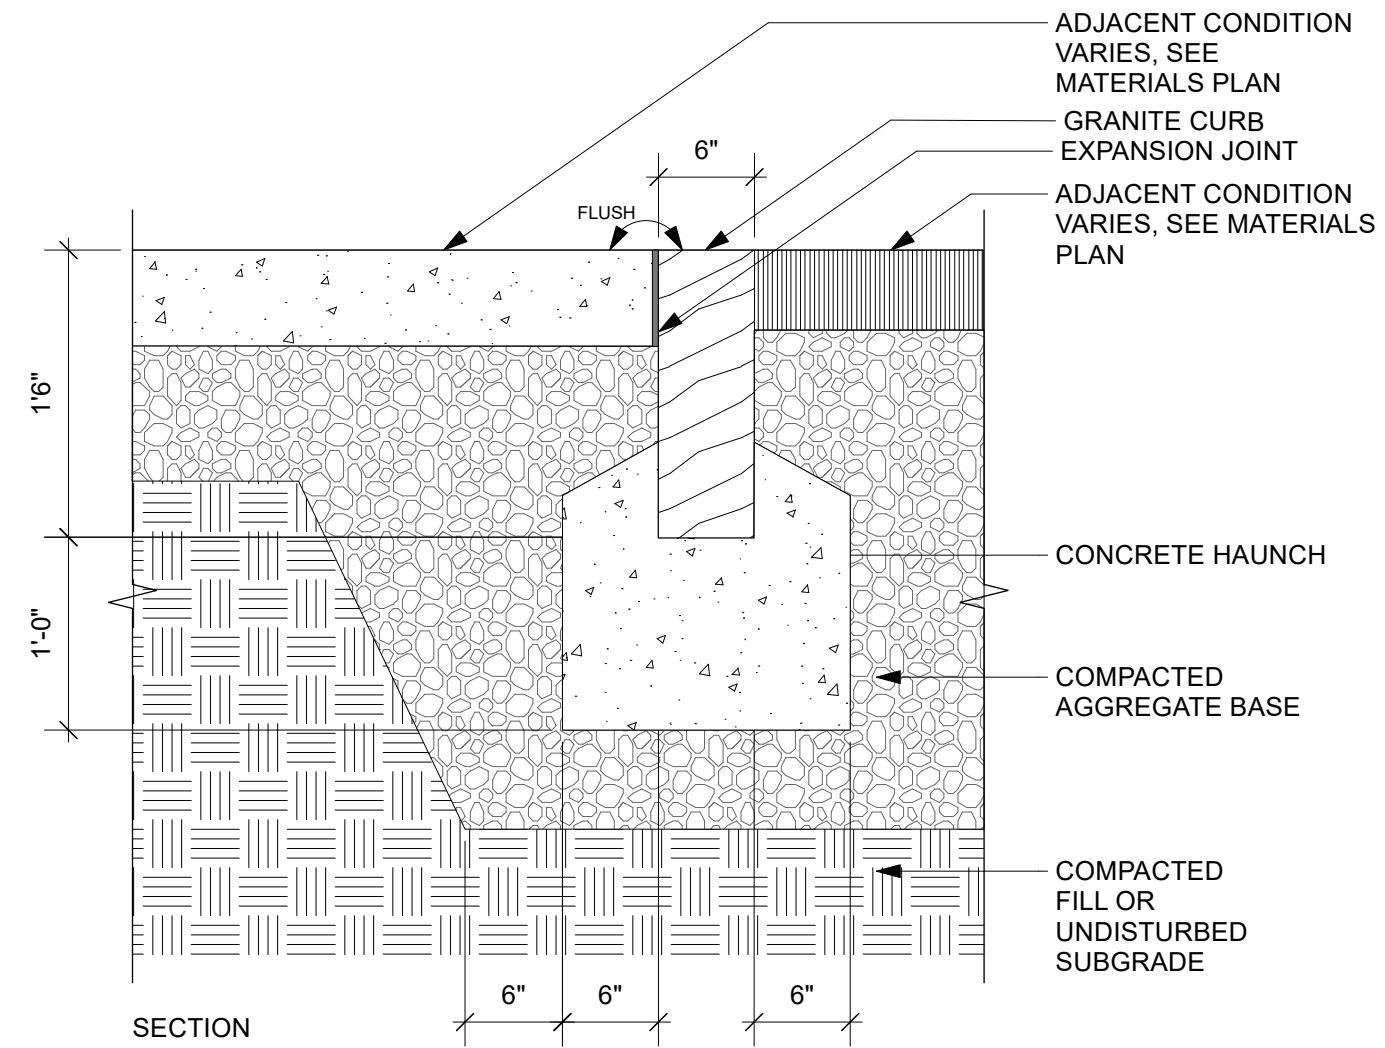 ADJACENT CONDITION
VARIES, SEE
MATERIALS PLAN
GRANITE CURB
EXPANSION JOINT
6"
ADJACENT CONDITION
VARIES, SEE MATERIALS
PLAN
FLUSH
1'6"
CONCRETE HAUNCH
1'-0"
COMPACTED
AGGREGATE BASE
COMPACTED
FILL OR
UNDISTURBED
SUBGRADE
6"
6"
6"
SECTION